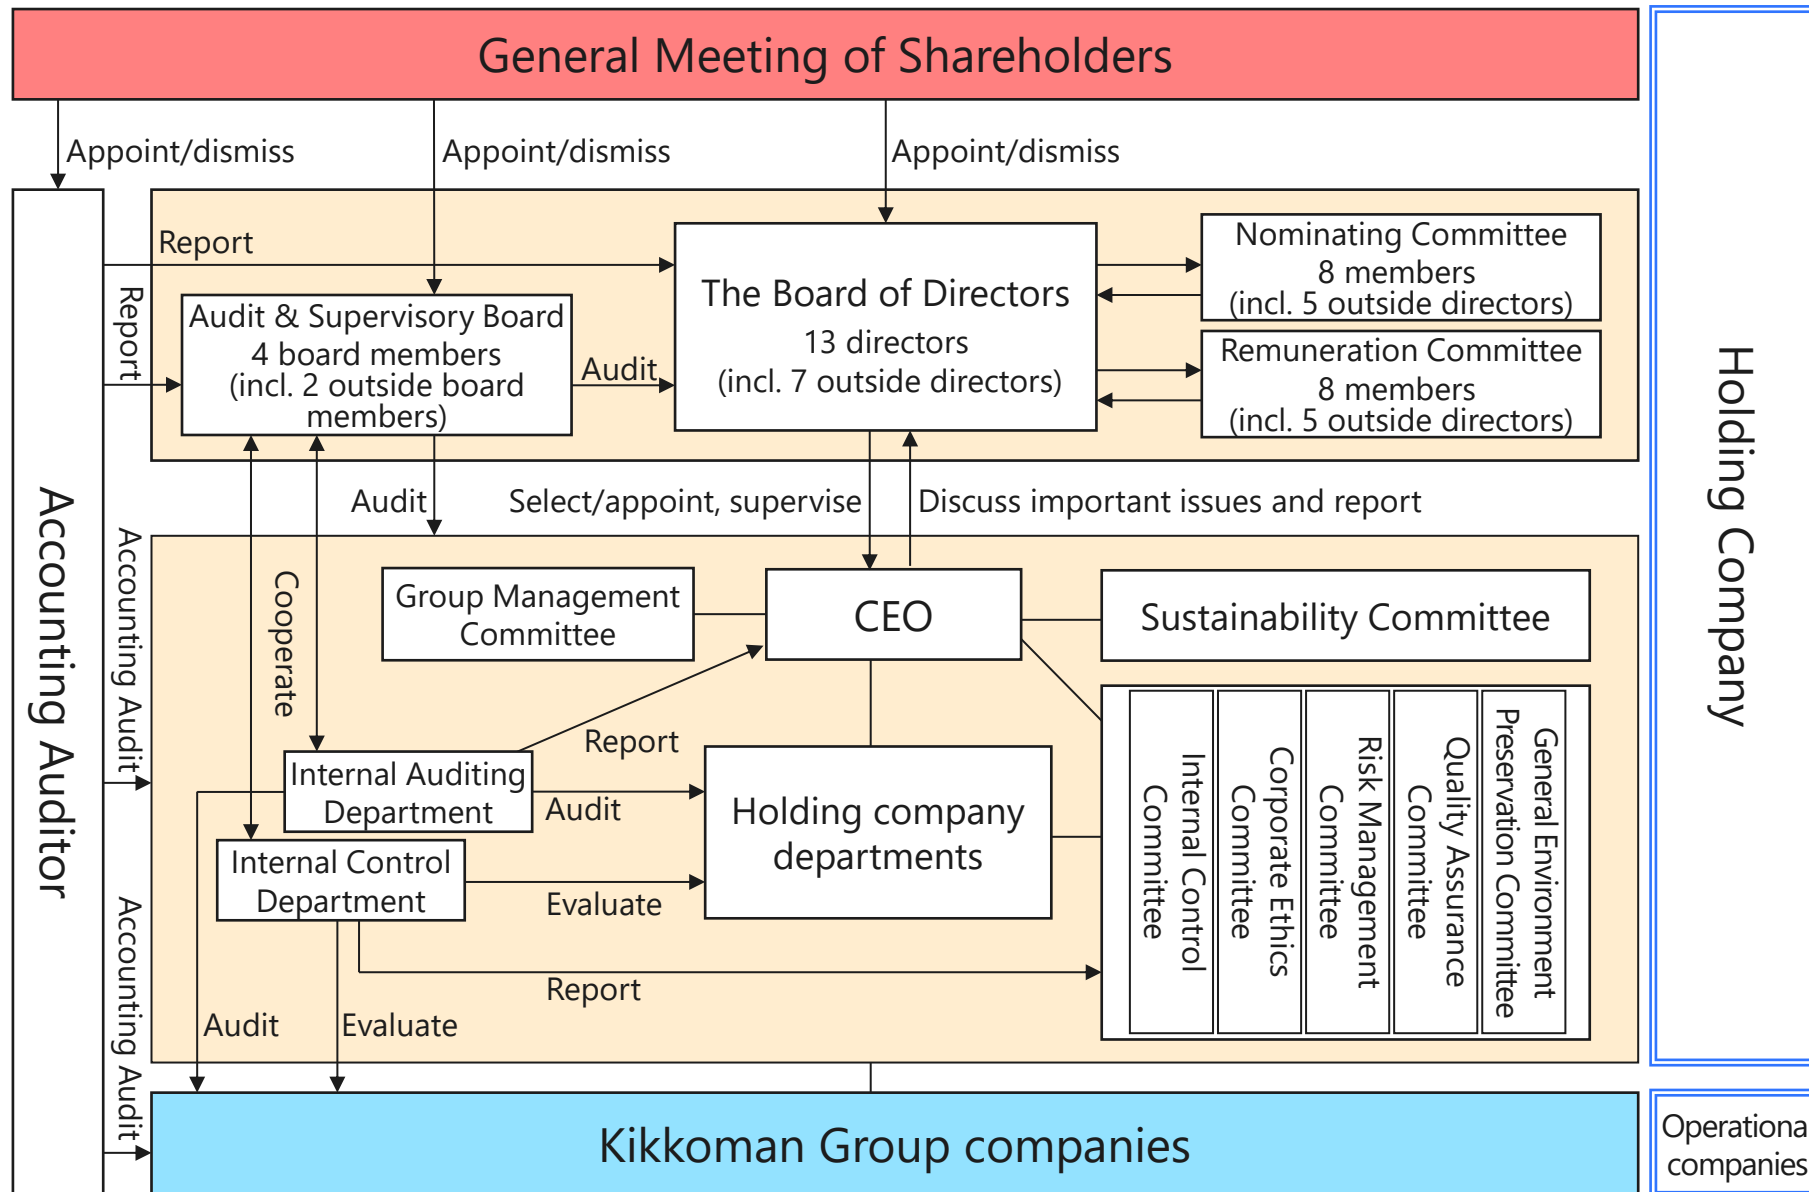 General Meeting of Shareholders
Appoint/dismiss
Appoint/dismiss
Appoint/dismiss
Accounting Auditor
Report
Report
Audit & Supervisory Board
4 board members
(incl. 2 outside board
members)
Audit
The Board of Directors
13 directors
(incl. 7 outside directors)
Nominating Committee
8 members
(incl. 5 outside directors)
Remuneration Committee
8 members
(incl. 5 outside directors)
Holding Company
Audit
Select/appoint, supervise
Discuss important issues and report
Accounting Audit
Cooperate
Group Management
Committee
CEO
Sustainability Committee
Report
Internal Auditing
Department
Audit
Holding company
departments
Internal Control
Department
Evaluate
Report
Internal Control
Committee
Corporate Ethics
Committee
Risk Management
Committee
Quality Assurance
Committee
General Environment
Preservation Committee
Audit
Evaluate
Accounting Audit
Kikkoman Group companies
Operationa
companies